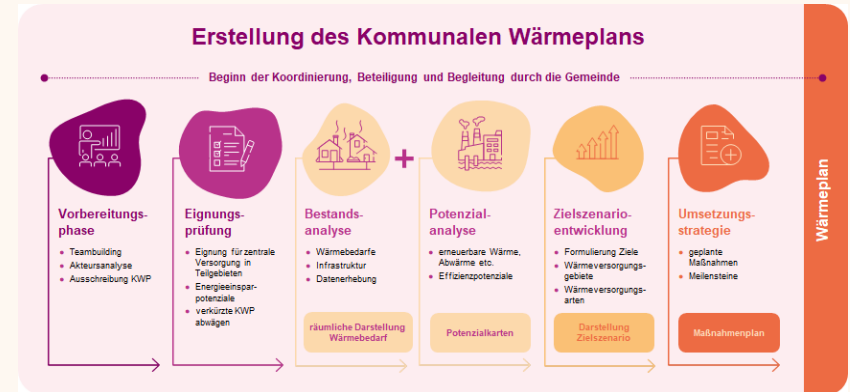 Erstellung des Kommunalen Wärmeplans
Beginn der Koordinierung, Beteiligung und Begleitung durch die Gemeinde
Vorbereitungs-
phase
• Teambuilding
• Akteursanalyse
• Ausschreibung KWP
Eignungs-
prüfung
• Eignung für zentrale
Versorgung in
Teilgebieten
• Energieeinspar-
potenziale
• verkürzte KWP
abwägen
+
Bestands-
analyse
• Wärmebedarfe
• Infrastruktur
• Datenerhebung
räumliche Darstellung
Wärmebedarf
Potenzial-
analyse
• erneuerbare Wärme,
Abwärme etc.
• Effizienzpotenziale
Potenzialkarten
Zielszenario-
entwicklung
• Formulierung Ziele
• Wärmeversorgungs-
gebiete
• Wärmeversorgungs-
arten
Darstellung
Zielszenario
Umsetzungs-
strategie
• geplante
Maßnahmen
• Meilensteine
Maßnahmenplan
Wärmeplan